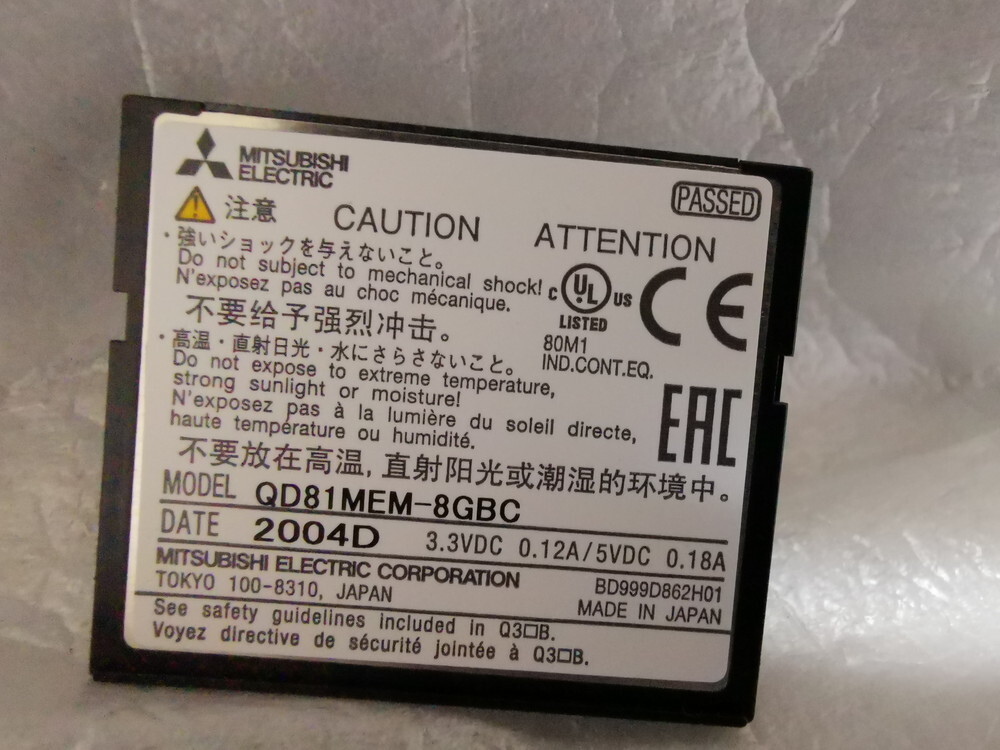 MITSUBISHI
ELECTRIC
PASSED
注意 CAUTION ATTENTION
・強いショックを与えないこと。
Do not subject to mechanical shock!
N'exposez pas au choc mécanique.
不要给予强烈冲击。
C UL US
LISTED
80M1
IND.CONT.EQ.
CE
・高温・直射日光・水にさらさないこと。
Do not expose to extreme temperature,
strong sunlight or moisture!
N'exposez pas à la lumière du soleil directe,
haute température ou humidité.
EAC
不要放在高温,直射阳光或潮湿的环境中。
MODEL QD81MEM-8GBC
DATE 2004D 3.3VDC 0.12A/5VDC 0.18A
MITSUBISHI ELECTRIC CORPORATION BD999D862H01
TOKYO 100-8310, JAPAN MADE IN JAPAN
See safety guidelines included in Q3□B.
Voyez directive de sécurité jointée à Q3□B.